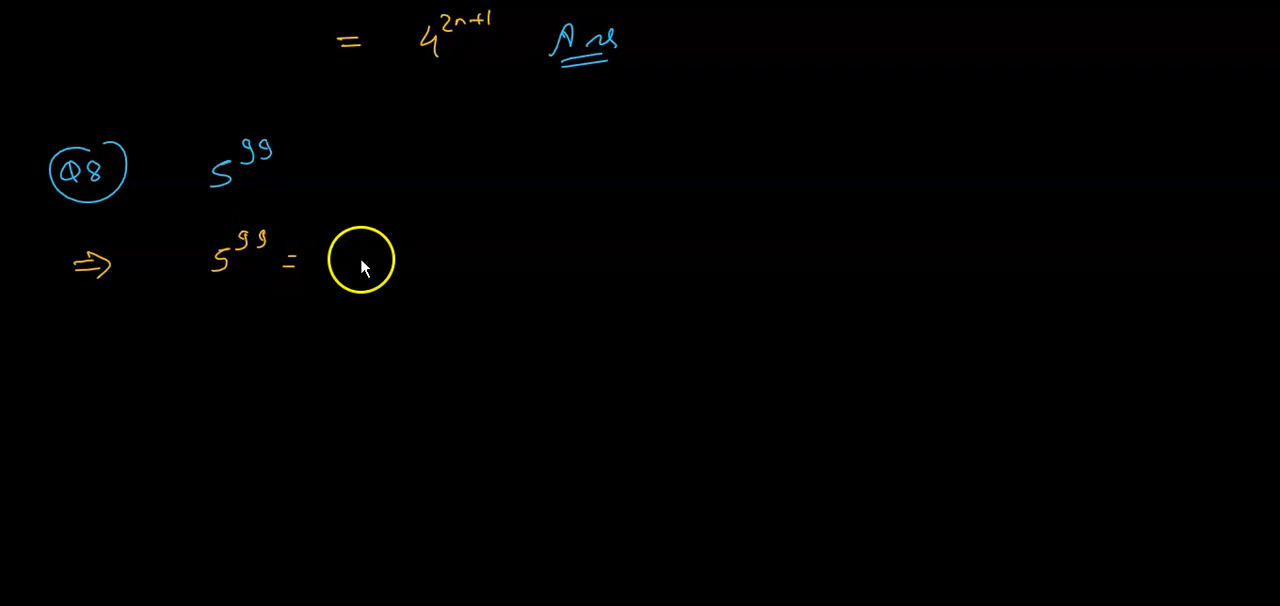 = 4^{2n+1} Ans
Q8 5^{99}
⇒ 5^{99} =